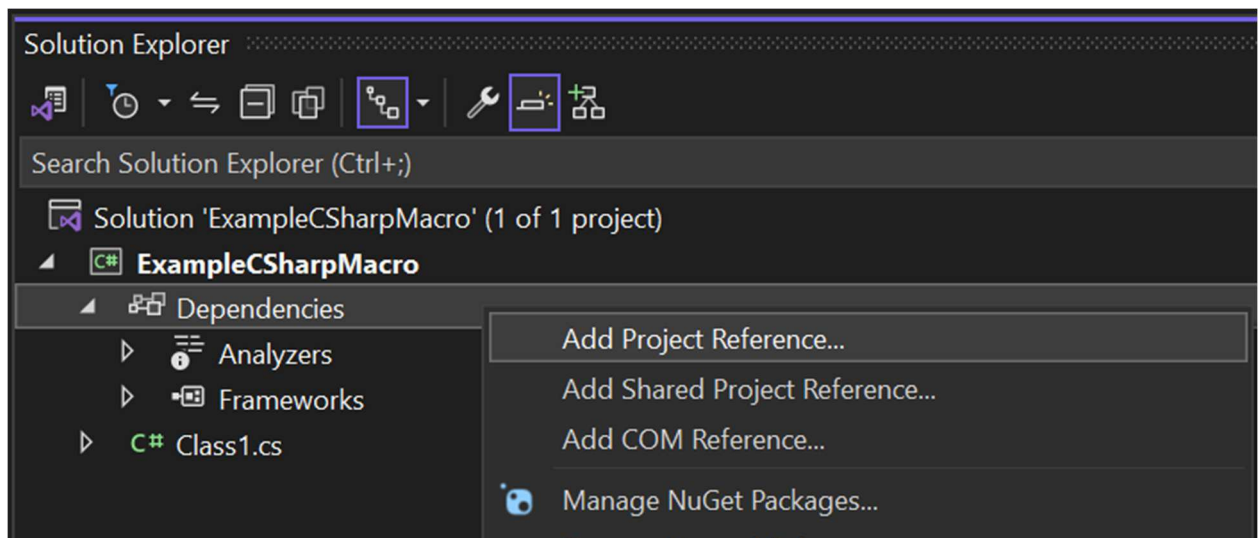 Solution Explorer
Search Solution Explorer (Ctrl+;)
Solution 'ExampleCSharpMacro' (1 of 1 project)
C# ExampleCSharpMacro
Dependencies
Add Project Reference...
Analyzers
Add Shared Project Reference...
Frameworks
Add COM Reference...
C# Class1.cs
Manage NuGet Packages...